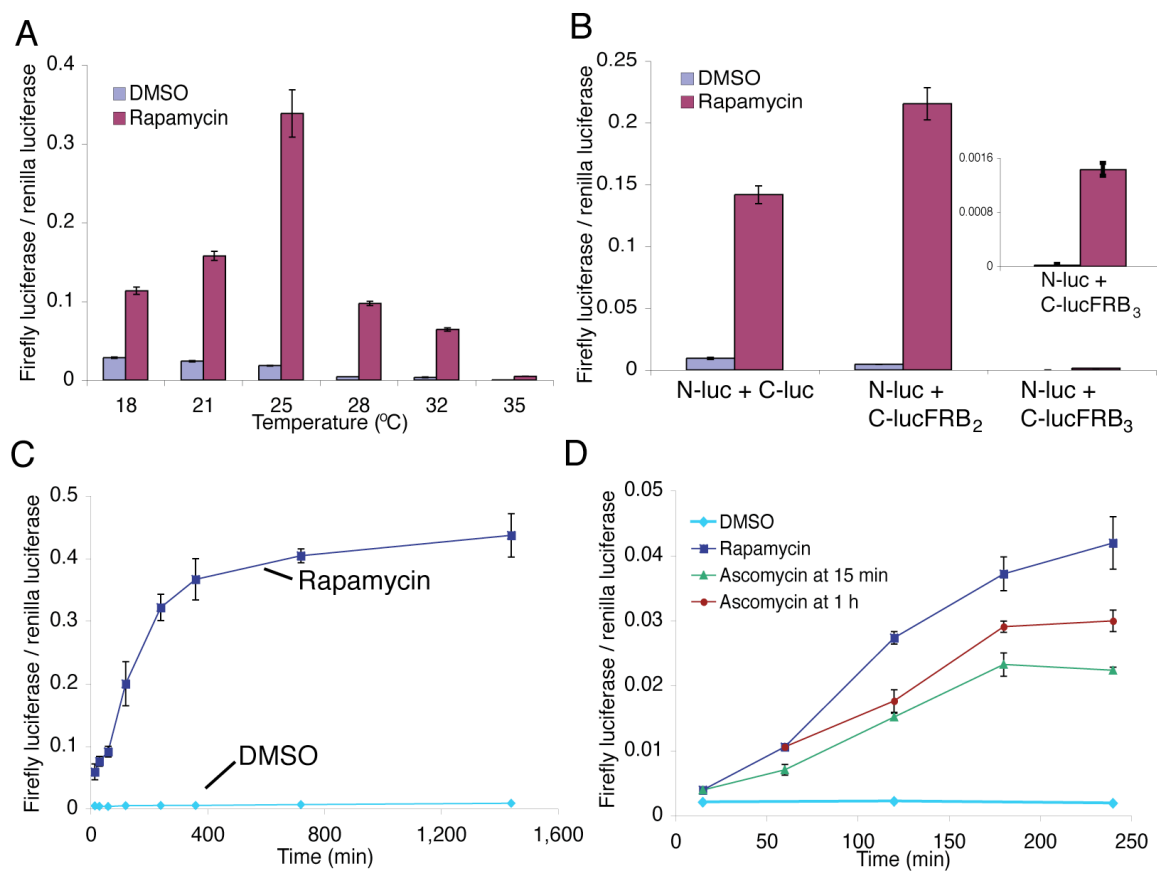 A
Firefly luciferase / renilla luciferase
0.4
0.3
0.2
0.1
0
DMSO
Rapamycin
18 21 25 28 32 35
Temperature (ºC)
B
Firefly luciferase / renilla luciferase
0.25
0.2
0.15
0.1
0.05
0
DMSO
Rapamycin
N-luc + C-luc
N-luc +
C-lucFRB₂
N-luc +
C-lucFRB₃
0.0016
0.0008
0
N-luc +
C-lucFRB₃
C
Firefly luciferase / renilla luciferase
0.5
0.4
0.3
0.2
0.1
0
Rapamycin
DMSO
0 400 800 1,200 1,600
Time (min)
D
Firefly luciferase / renilla luciferase
0.05
0.04
0.03
0.02
0.01
0
DMSO
Rapamycin
Ascomycin at 15 min
Ascomycin at 1 h
0 50 100 150 200 250
Time (min)